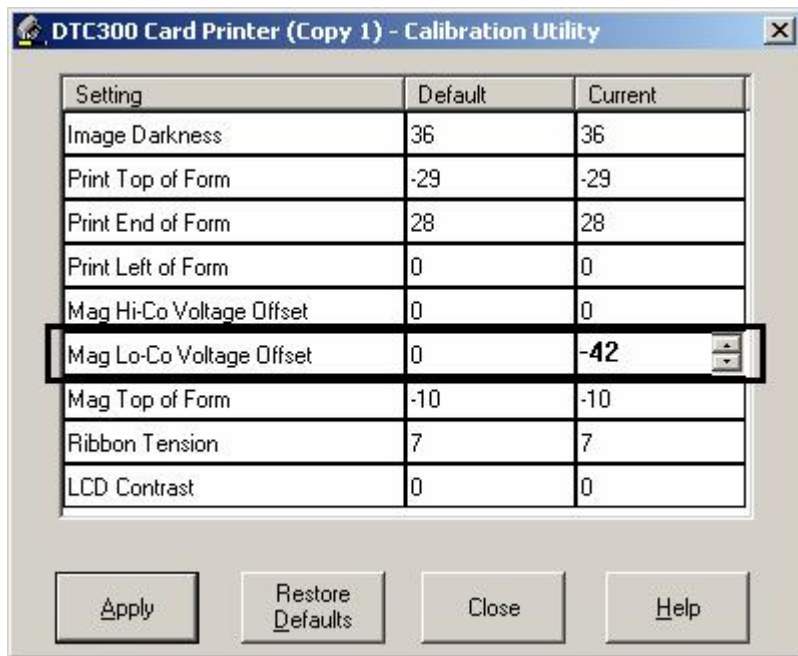 DTC300 Card Printer (Copy 1) - Calibration Utility
Setting Default Current
Image Darkness 36 36
Print Top of Form -29 -29
Print End of Form 28 28
Print Left of Form 0 0
Mag Hi-Co Voltage Offset 0 0
Mag Lo-Co Voltage Offset 0 -42
Mag Top of Form -10 -10
Ribbon Tension 7 7
LCD Contrast 0 0
Apply Restore Defaults Close Help